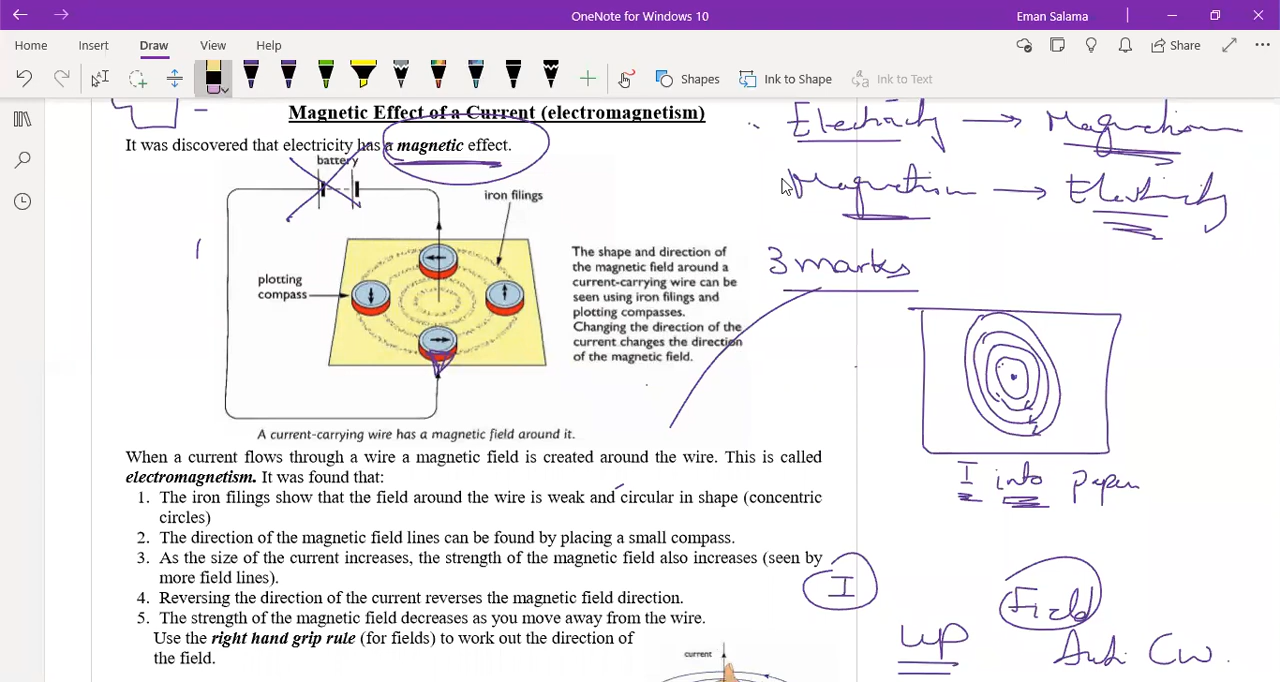 OneNote for Windows 10
Eman Salama
Home Insert Draw View Help
Share
Shapes
Ink to Shape
Ink to Text
Magnetic Effect of a Current (electromagnetism)
It was discovered that electricity has a magnetic effect.
battery
iron filings
plotting
compass
The shape and direction of
the magnetic field around a
current-carrying wire can be
seen using iron filings and
plotting compasses.
Changing the direction of the
current changes the direction
of the magnetic field.
A current-carrying wire has a magnetic field around it.
When a current flows through a wire a magnetic field is created around the wire. This is called
electromagnetism. It was found that:
1. The iron filings show that the field around the wire is weak and circular in shape (concentric
circles)
2. The direction of the magnetic field lines can be found by placing a small compass.
3. As the size of the current increases, the strength of the magnetic field also increases (seen by
more field lines).
4. Reversing the direction of the current reverses the magnetic field direction.
5. The strength of the magnetic field decreases as you move away from the wire.
Use the right hand grip rule (for fields) to work out the direction of
the field.
current
Electricity → Magnetism
Magnetism → Electricity
3 marks
I into paper
I
Field
up
Anti Cw.